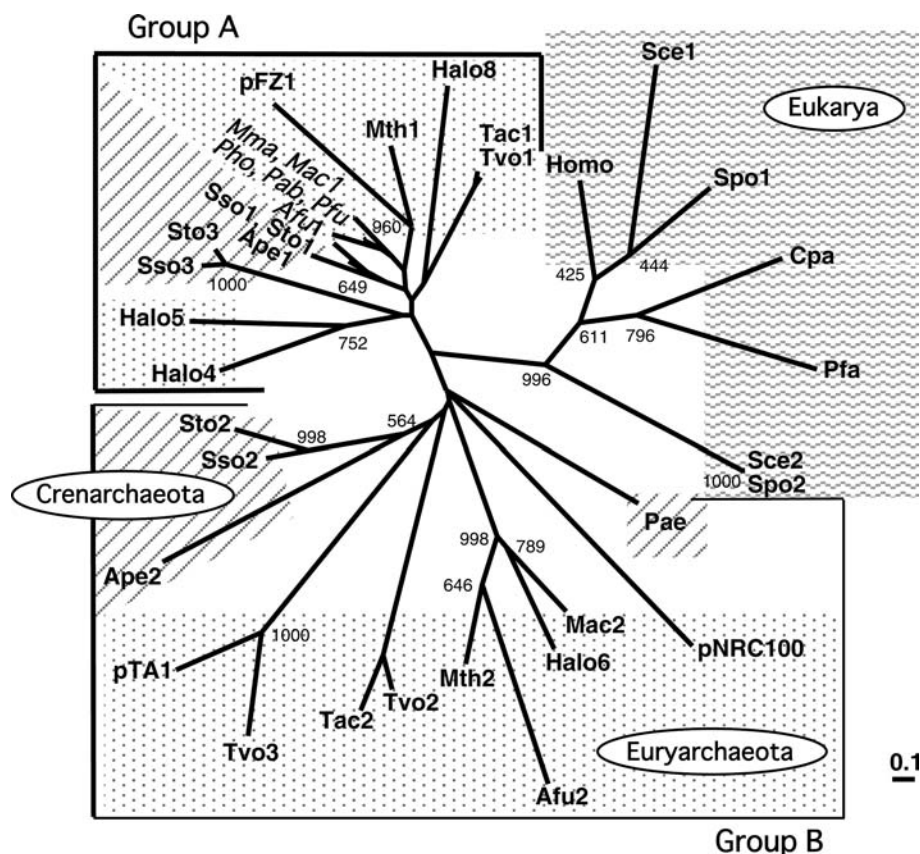 Group A
Sce1
pFZ1
Halo8
Eukarya
Mth1
Tac1
Tvo1
Mma, Mac1
Pho, Pab, Pfu
Afu1
Homo
Spo1
Sso1
Sto1
960
Sto3
Ape1
Cpa
Sso3
1000
649
425
444
Halo5
752
611
796
Halo4
996
Pfa
Sto2
998
564
Sso2
Sce2
1000
Spo2
Crenarchaeota
Pae
Ape2
998
789
646
Mac2
1000
pTA1
Halo6
pNRC100
Mth2
Tvo2
Tac2
Tvo3
Euryarchaeota
0.1
Afu2
Group B